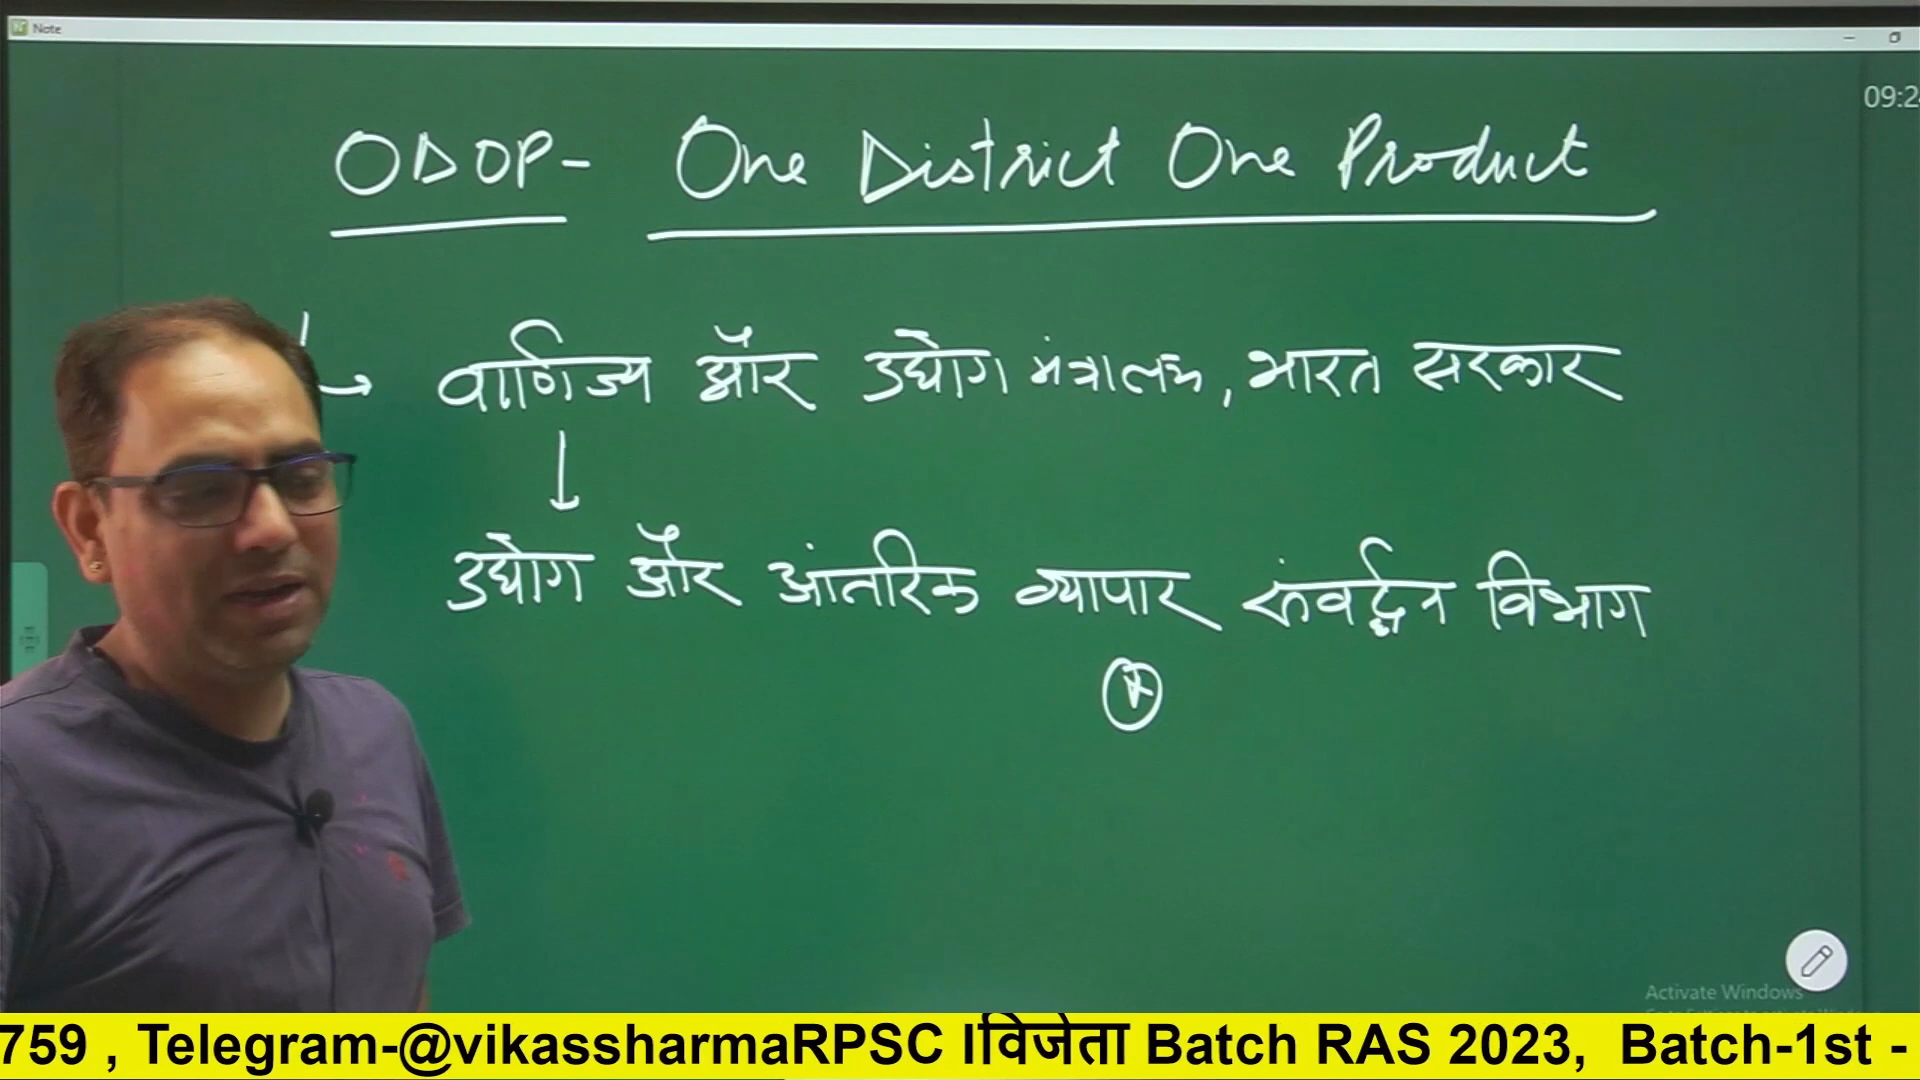 Note
09:2
ODOP- One District One Product
वाणिज्य और उद्योग मंत्रालय, भारत सरकार
उद्योग और आंतरिक व्यापार संवर्द्धन विभाग
Activate Windows
759 , Telegram-@vikassharmaRPSC ।विजेता Batch RAS 2023, Batch-1st -